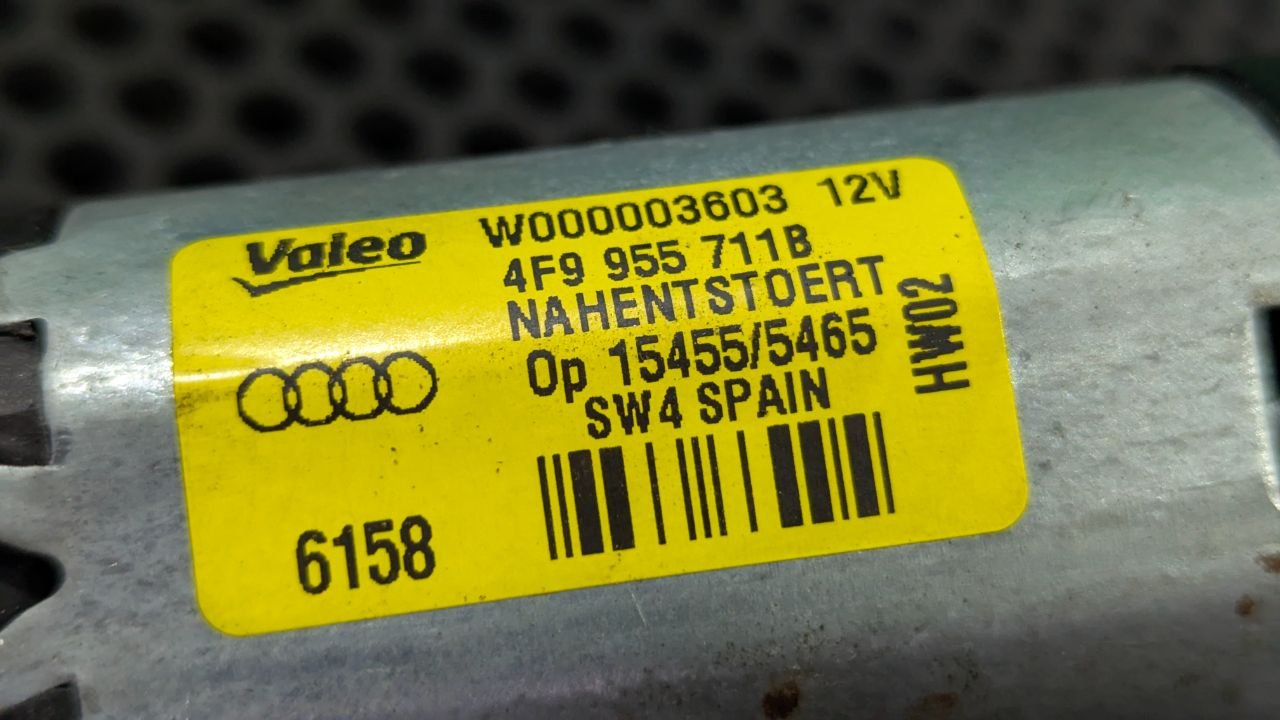 Valeo
W000003603 12V
4F9 955 711B
NAHENTSTOERT
Op 15455/5465
SW4 SPAIN
HW02
6158